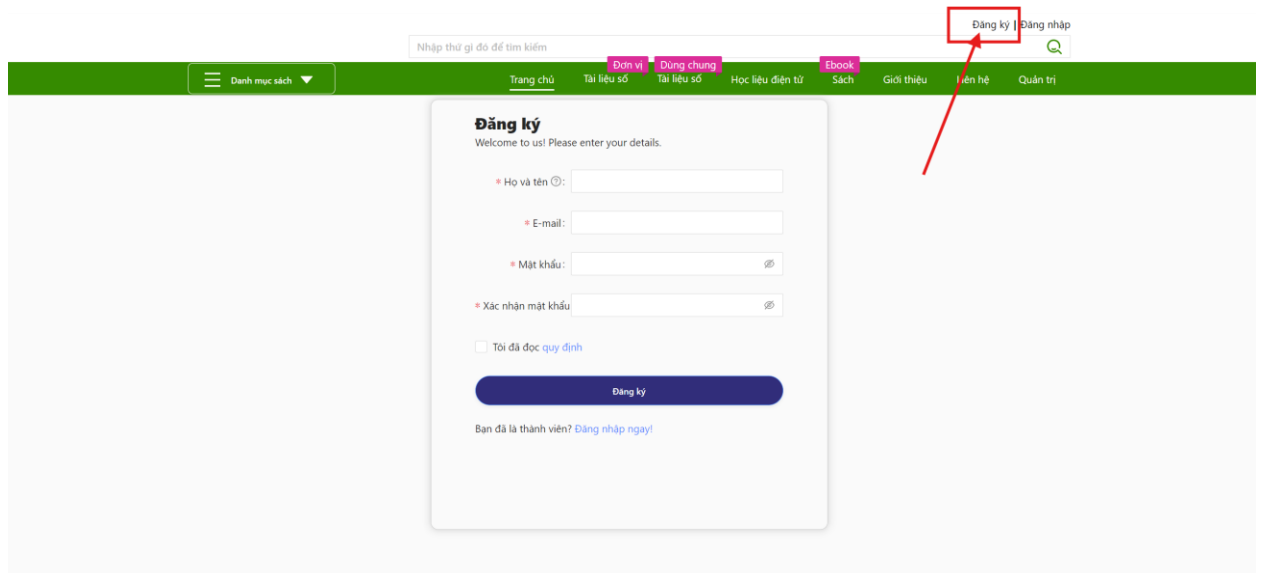 Đăng ký | Đăng nhập
Nhập thứ gì đó để tìm kiếm
Danh mục sách
Trang chủ
Đơn vị
Tài liệu số
Dùng chung
Tài liệu số
Học liệu điện tử
Ebook
Sách
Giới thiệu
Liên hệ
Quản trị
Đăng ký
Welcome to us! Please enter your details.
* Họ và tên :
* E-mail :
* Mật khẩu :
* Xác nhận mật khẩu
Tôi đã đọc quy định
Đăng ký
Bạn đã là thành viên? Đăng nhập ngay!